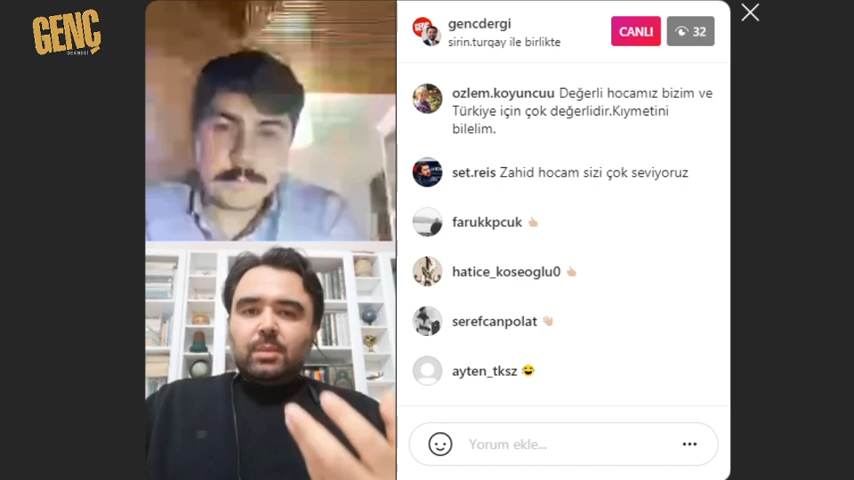 GENÇ
DERGİSİ
gencdergi
sirin.turgay ile birlikte
CANLI
32
ozlem.koyuncuu Değerli hocamız bizim ve
Türkiye için çok değerlidir.Kıymetini
bilelim.
set.reis Zahid hocam sizi çok seviyoruz
farukkpcuk
hatice_koseoglu0
serefcanpolat
ayten_tksz
Yorum ekle...